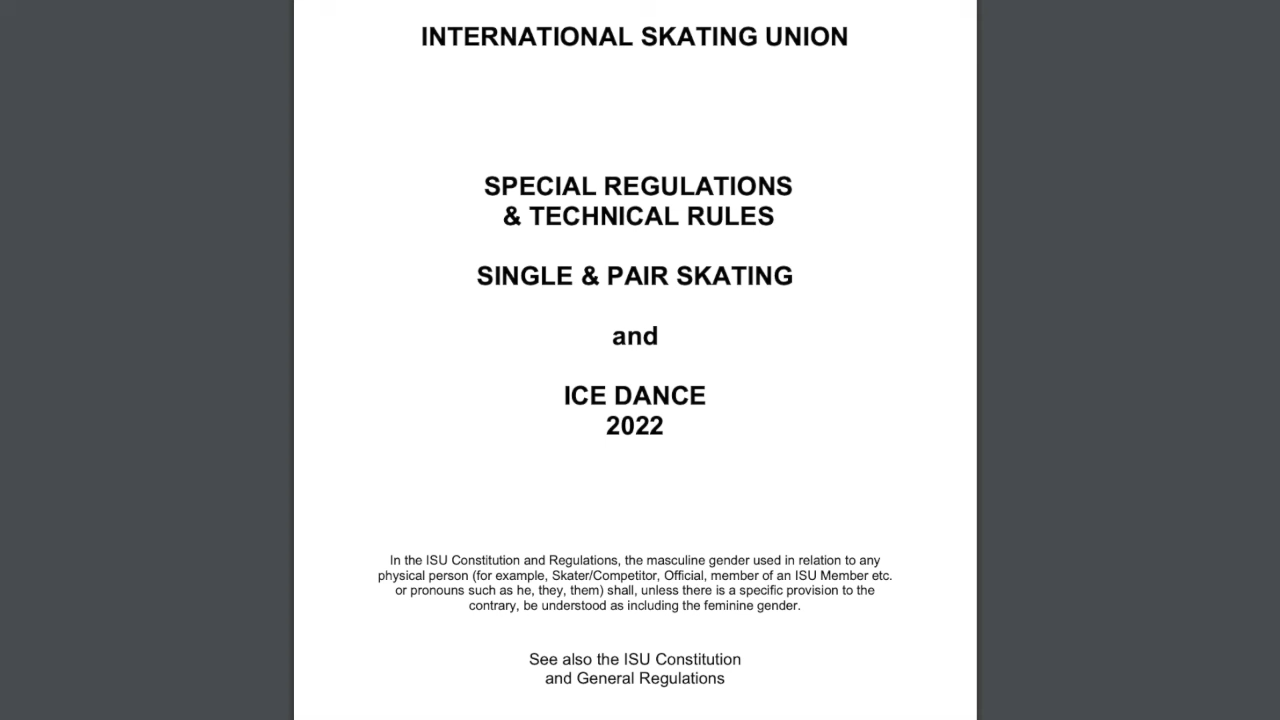 INTERNATIONAL SKATING UNION
SPECIAL REGULATIONS
& TECHNICAL RULES
SINGLE & PAIR SKATING
and
ICE DANCE
2022
In the ISU Constitution and Regulations, the masculine gender used in relation to any
physical person (for example, Skater/Competitor, Official, member of an ISU Member etc.
or pronouns such as he, they, them) shall, unless there is a specific provision to the
contrary, be understood as including the feminine gender.
See also the ISU Constitution
and General Regulations